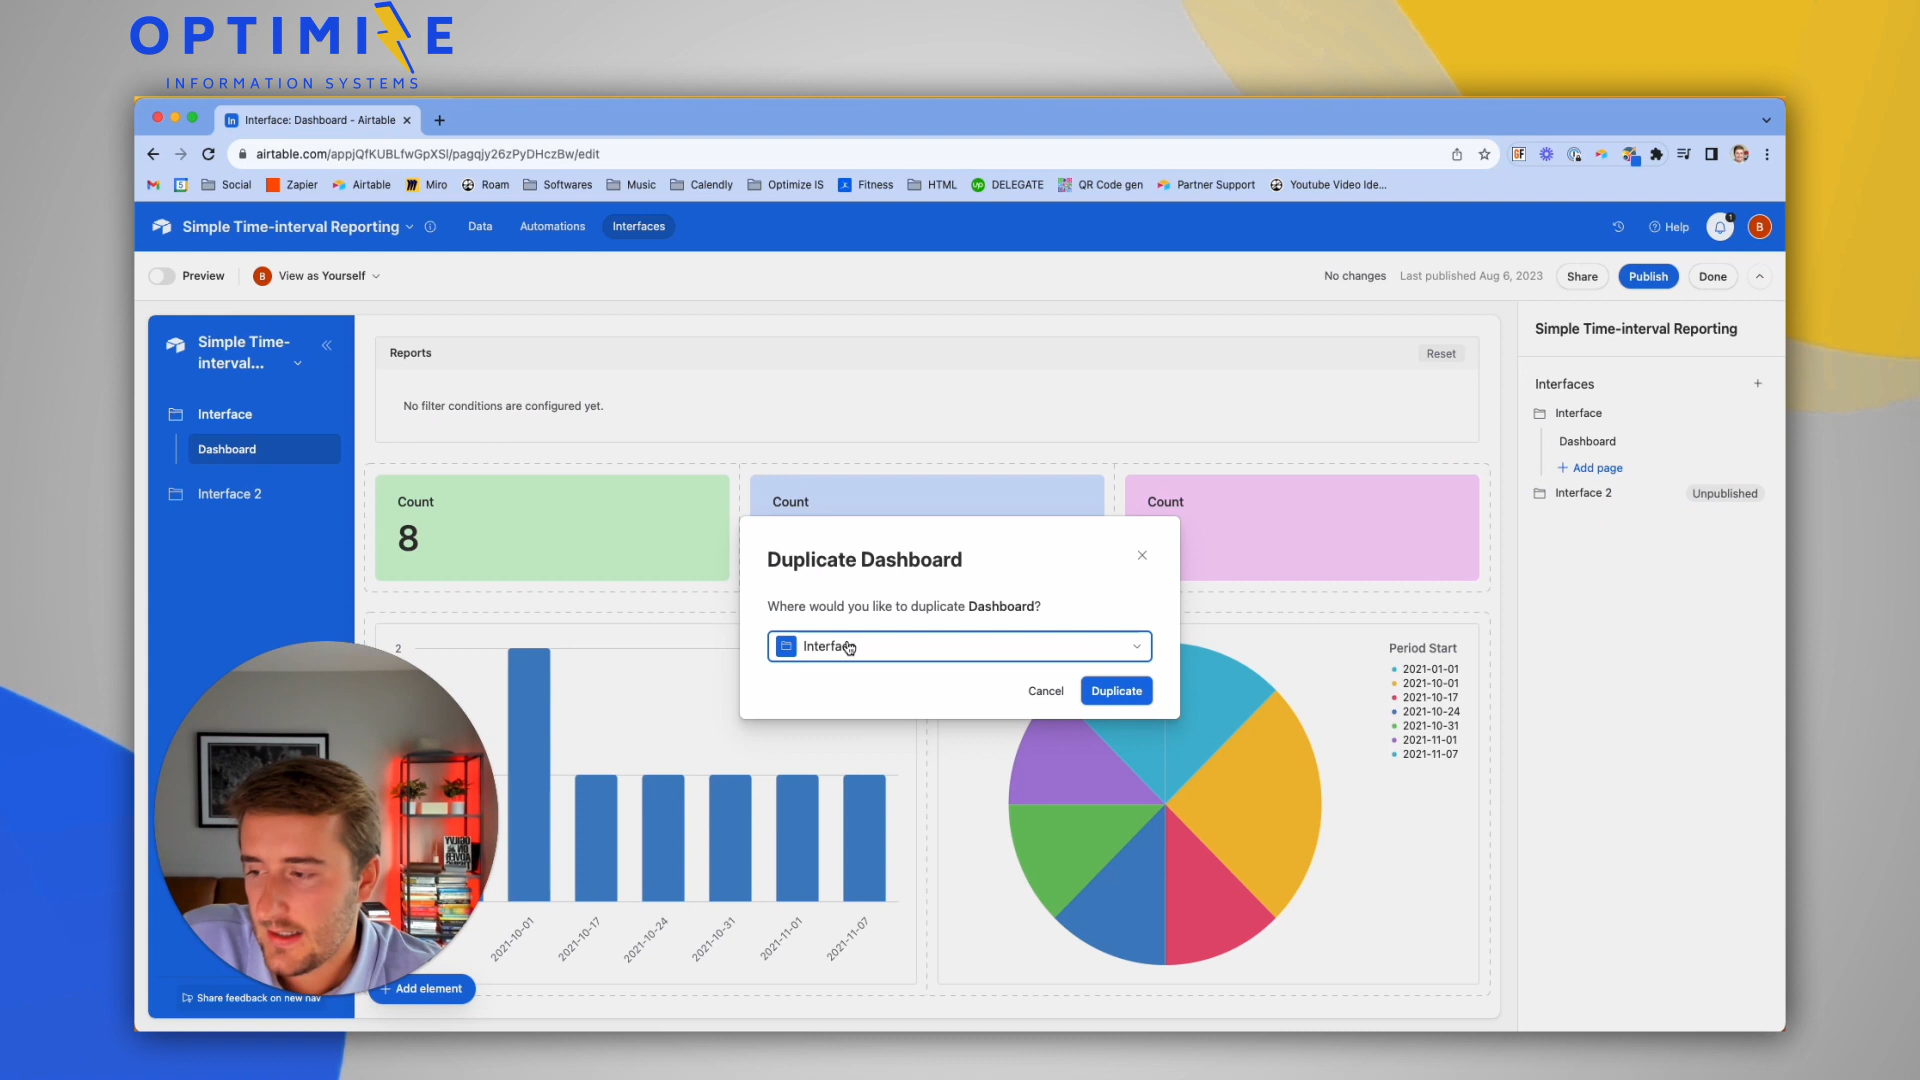 OPTIMIZE
INFORMATION SYSTEMS
Interface: Dashboard - Airtable
airtable.com/appjQfKUBLfwGpXSl/pagqjy26zPyDHczBw/edit
Social
Zapier
Airtable
Miro
Roam
Softwares
Music
Calendly
Optimize IS
Fitness
HTML
DELEGATE
QR Code gen
Partner Support
Youtube Video Ide...
Simple Time-interval Reporting
Data
Automations
Interfaces
Help
1
B
Preview
B
View as Yourself
No changes
Last published Aug 6, 2023
Share
Publish
Done
Simple Time-
interval...
Interface
Dashboard
Interface 2
Share feedback on new nav
Reports
Reset
No filter conditions are configured yet.
Count
8
Count
Count
Duplicate Dashboard
Where would you like to duplicate Dashboard?
Interface
Cancel
Duplicate
2
2021-10-01
2021-10-17
2021-10-24
2021-10-31
2021-11-01
2021-11-07
Period Start
2021-01-01
2021-10-01
2021-10-17
2021-10-24
2021-10-31
2021-11-01
2021-11-07
+ Add element
Simple Time-interval Reporting
Interfaces
Interface
Dashboard
+ Add page
Interface 2
Unpublished
OGILVY
ON